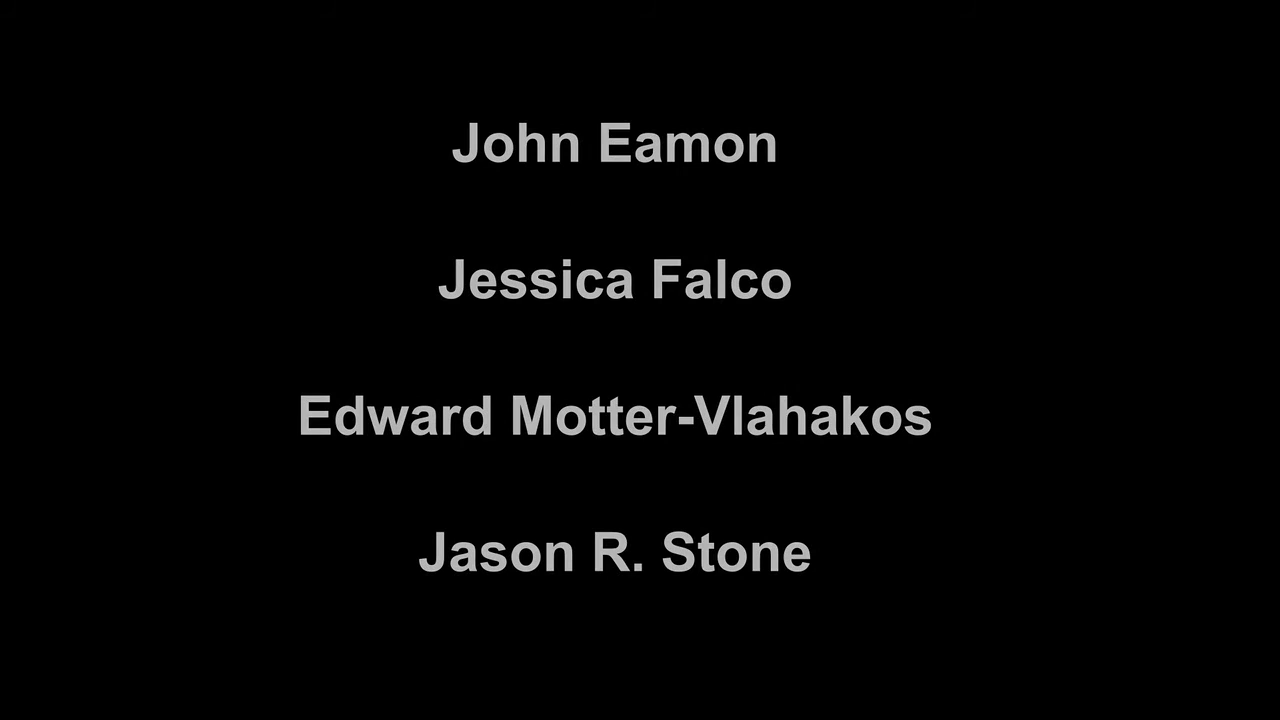 John Eamon
Jessica Falco
Edward Motter-Vlahakos
Jason R. Stone